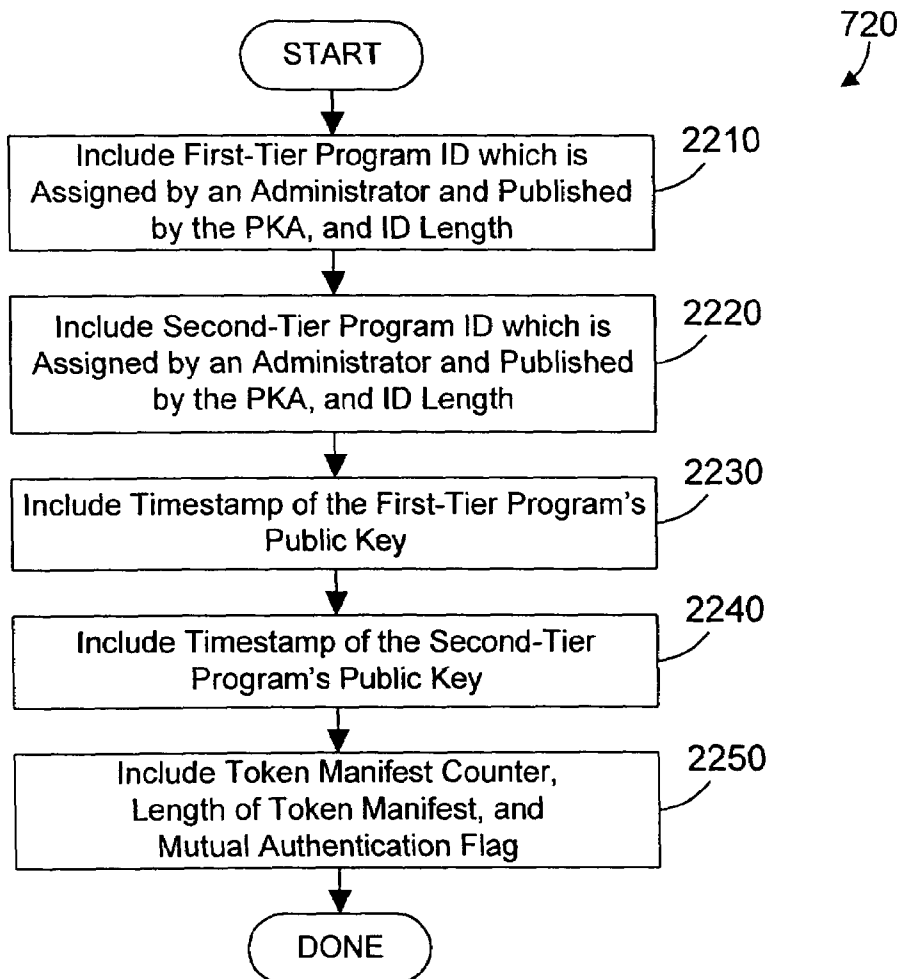 720
START
Include First-Tier Program ID which is
Assigned by an Administrator and Published
by the PKA, and ID Length
2210
Include Second-Tier Program ID which is
Assigned by an Administrator and Published
by the PKA, and ID Length
2220
Include Timestamp of the First-Tier Program's
Public Key
2230
Include Timestamp of the Second-Tier
Program's Public Key
2240
Include Token Manifest Counter,
Length of Token Manifest, and
Mutual Authentication Flag
2250
DONE